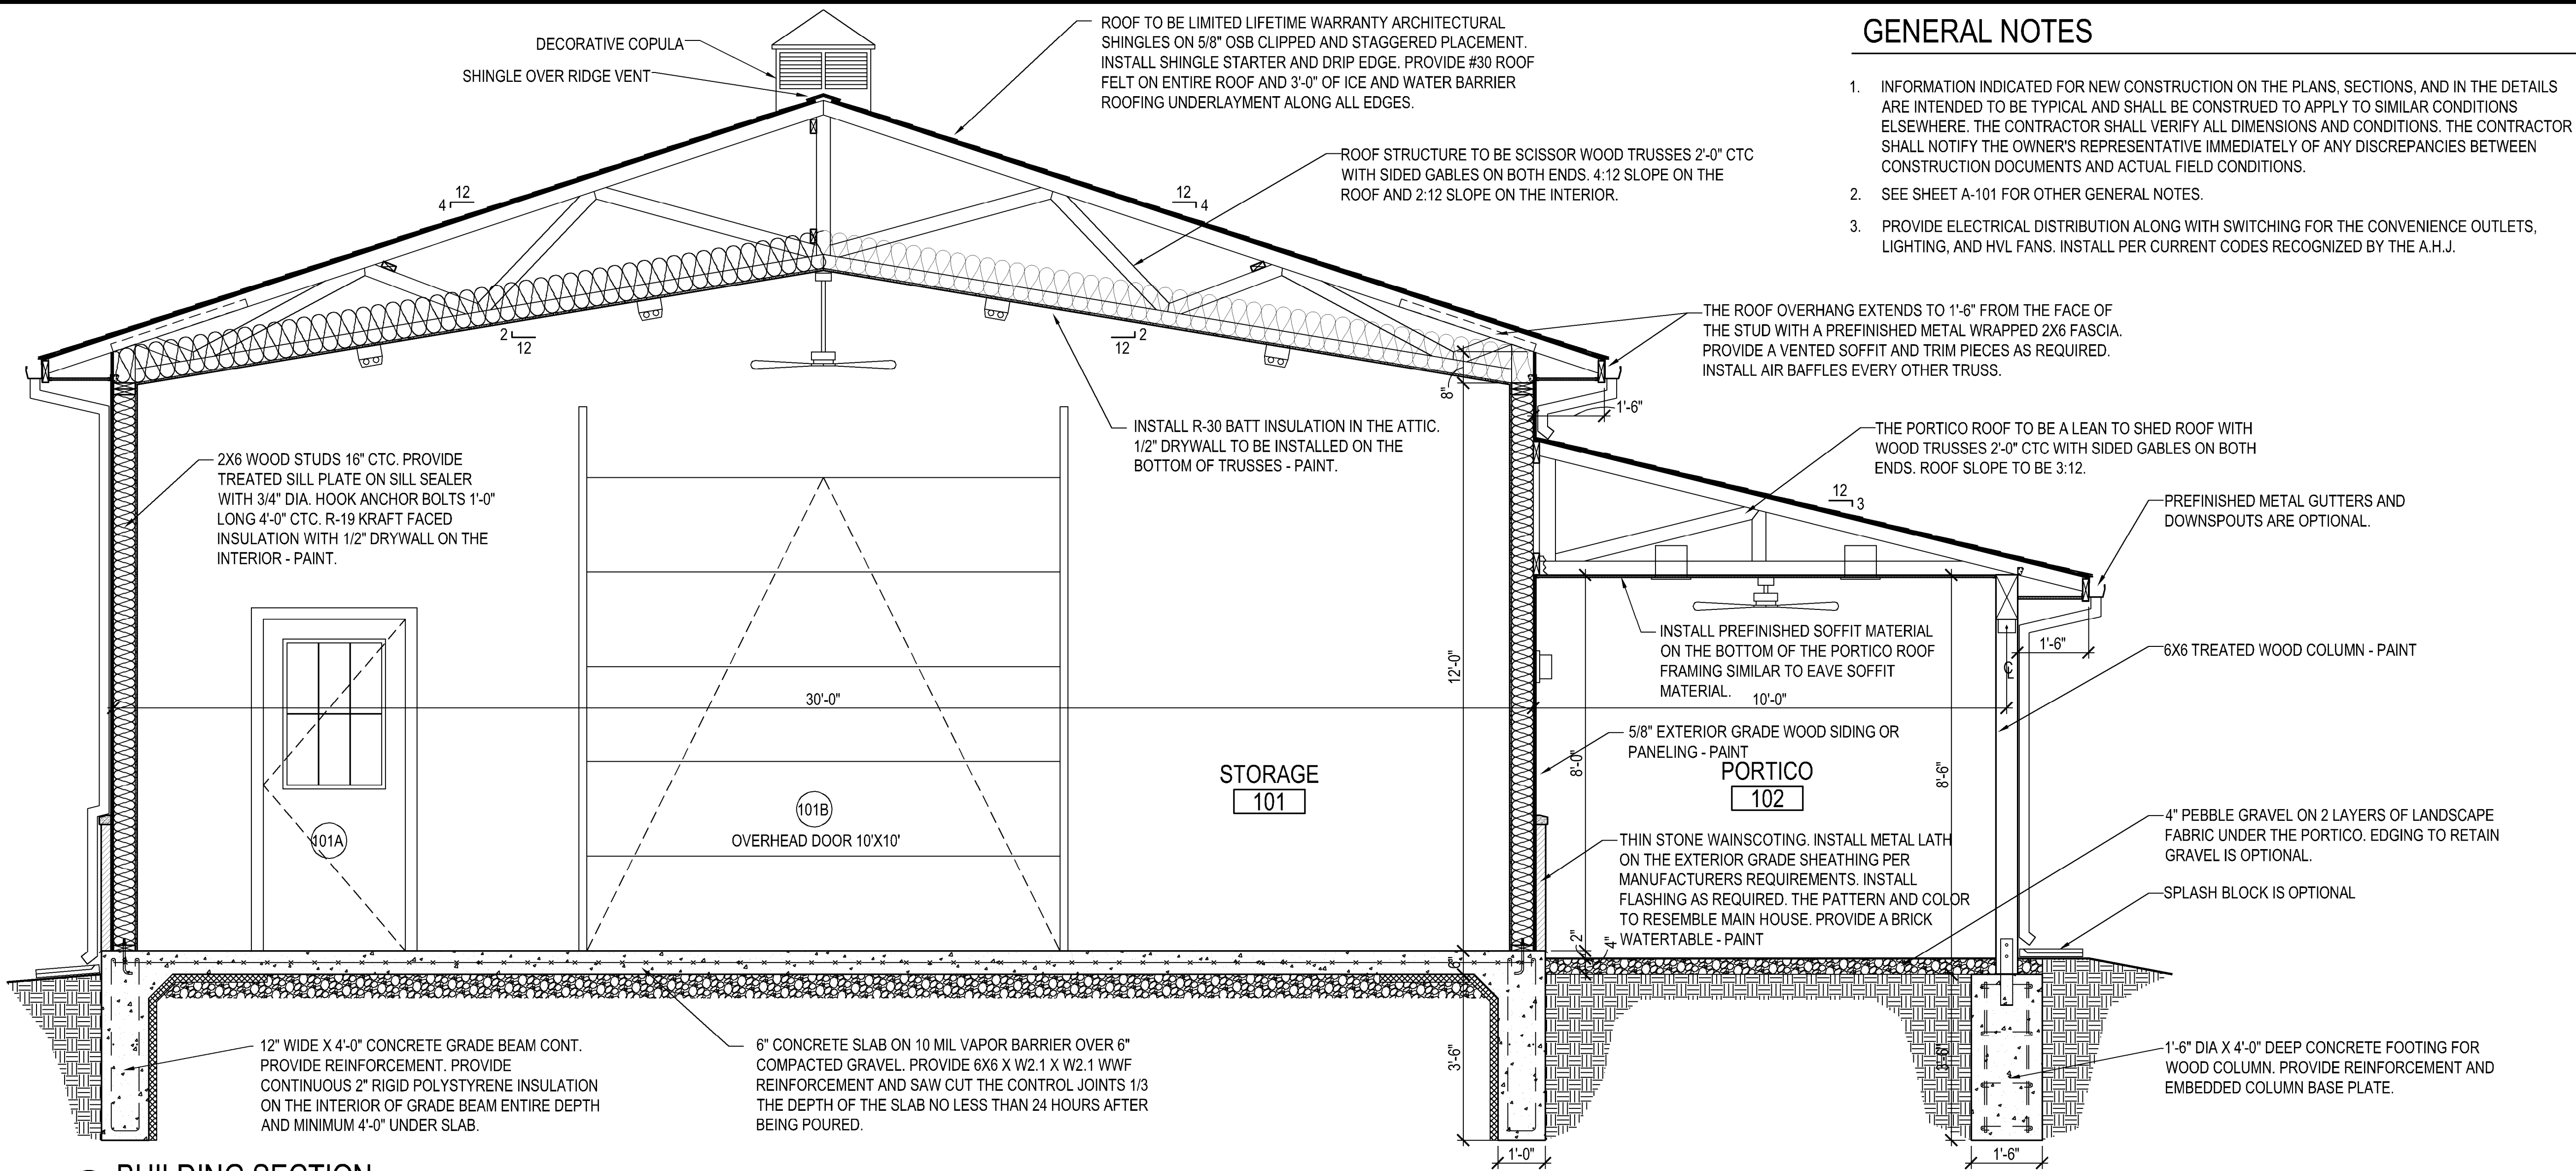 DECORATIVE COPULA
SHINGLE OVER RIDGE VENT
ROOF TO BE LIMITED LIFETIME WARRANTY ARCHITECTURAL
SHINGLES ON 5/8" OSB CLIPPED AND STAGGERED PLACEMENT.
INSTALL SHINGLE STARTER AND DRIP EDGE. PROVIDE #30 ROOF
FELT ON ENTIRE ROOF AND 3'-0" OF ICE AND WATER BARRIER
ROOFING UNDERLAYMENT ALONG ALL EDGES.
GENERAL NOTES
1. INFORMATION INDICATED FOR NEW CONSTRUCTION ON THE PLANS, SECTIONS, AND IN THE DETAILS
ARE INTENDED TO BE TYPICAL AND SHALL BE CONSTRUED TO APPLY TO SIMILAR CONDITIONS
ELSEWHERE. THE CONTRACTOR SHALL VERIFY ALL DIMENSIONS AND CONDITIONS. THE CONTRACTOR
SHALL NOTIFY THE OWNER'S REPRESENTATIVE IMMEDIATELY OF ANY DISCREPANCIES BETWEEN
CONSTRUCTION DOCUMENTS AND ACTUAL FIELD CONDITIONS.
2. SEE SHEET A-101 FOR OTHER GENERAL NOTES.
3. PROVIDE ELECTRICAL DISTRIBUTION ALONG WITH SWITCHING FOR THE CONVENIENCE OUTLETS,
LIGHTING, AND HVL FANS. INSTALL PER CURRENT CODES RECOGNIZED BY THE A.H.J.
ROOF STRUCTURE TO BE SCISSOR WOOD TRUSSES 2'-0" CTC
WITH SIDED GABLES ON BOTH ENDS. 4:12 SLOPE ON THE
ROOF AND 2:12 SLOPE ON THE INTERIOR.
12
4
12
4
2
12
2
12
THE ROOF OVERHANG EXTENDS TO 1'-6" FROM THE FACE OF
THE STUD WITH A PREFINISHED METAL WRAPPED 2X6 FASCIA.
PROVIDE A VENTED SOFFIT AND TRIM PIECES AS REQUIRED.
INSTALL AIR BAFFLES EVERY OTHER TRUSS.
8"
1'-6"
INSTALL R-30 BATT INSULATION IN THE ATTIC.
1/2" DRYWALL TO BE INSTALLED ON THE
BOTTOM OF TRUSSES - PAINT.
THE PORTICO ROOF TO BE A LEAN TO SHED ROOF WITH
WOOD TRUSSES 2'-0" CTC WITH SIDED GABLES ON BOTH
ENDS. ROOF SLOPE TO BE 3:12.
12
3
2X6 WOOD STUDS 16" CTC. PROVIDE
TREATED SILL PLATE ON SILL SEALER
WITH 3/4" DIA. HOOK ANCHOR BOLTS 1'-0"
LONG 4'-0" CTC. R-19 KRAFT FACED
INSULATION WITH 1/2" DRYWALL ON THE
INTERIOR - PAINT.
PREFINISHED METAL GUTTERS AND
DOWNSPOUTS ARE OPTIONAL.
INSTALL PREFINISHED SOFFIT MATERIAL
ON THE BOTTOM OF THE PORTICO ROOF
FRAMING SIMILAR TO EAVE SOFFIT
MATERIAL.
1'-6"
6X6 TREATED WOOD COLUMN - PAINT
12'-0"
30'-0"
10'-0"
5/8" EXTERIOR GRADE WOOD SIDING OR
PANELING - PAINT
8'-0"
8'-6"
STORAGE
101
PORTICO
102
101A
101B
OVERHEAD DOOR 10'X10'
THIN STONE WAINSCOTING. INSTALL METAL LATH
ON THE EXTERIOR GRADE SHEATHING PER
MANUFACTURERS REQUIREMENTS. INSTALL
FLASHING AS REQUIRED. THE PATTERN AND COLOR
TO RESEMBLE MAIN HOUSE. PROVIDE A BRICK
WATERTABLE - PAINT
4" PEBBLE GRAVEL ON 2 LAYERS OF LANDSCAPE
FABRIC UNDER THE PORTICO. EDGING TO RETAIN
GRAVEL IS OPTIONAL.
SPLASH BLOCK IS OPTIONAL
2"
4"
6"
12" WIDE X 4'-0" CONCRETE GRADE BEAM CONT.
PROVIDE REINFORCEMENT. PROVIDE
CONTINUOUS 2" RIGID POLYSTYRENE INSULATION
ON THE INTERIOR OF GRADE BEAM ENTIRE DEPTH
AND MINIMUM 4'-0" UNDER SLAB.
6" CONCRETE SLAB ON 10 MIL VAPOR BARRIER OVER 6"
COMPACTED GRAVEL. PROVIDE 6X6 X W2.1 X W2.1 WWF
REINFORCEMENT AND SAW CUT THE CONTROL JOINTS 1/3
THE DEPTH OF THE SLAB NO LESS THAN 24 HOURS AFTER
BEING POURED.
3'-6"
3'-6"
1'-6" DIA X 4'-0" DEEP CONCRETE FOOTING FOR
WOOD COLUMN. PROVIDE REINFORCEMENT AND
EMBEDDED COLUMN BASE PLATE.
1'-0"
1'-6"
BUILDING SECTION